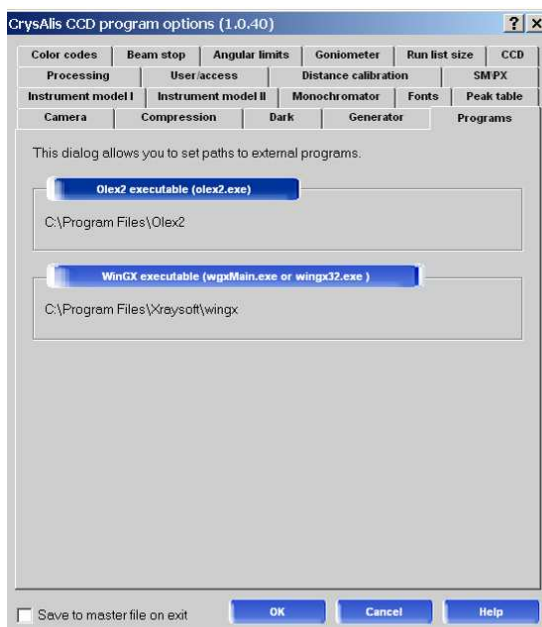 CrysAlis CCD program options (1.0.40)
Color codes Beam stop Angular limits Goniometer Run list size CCD
Processing User/access Distance calibration SM/PX
Instrument model I Instrument model II Monochromator Fonts Peak table
Camera Compression Dark Generator Programs
This dialog allows you to set paths to external programs.
Olex2 executable (olex2.exe)
C:\Program Files\Olex2
WinGX executable (wgxMain.exe or wingx32.exe )
C:\Program Files\Xraysoft\wingx
Save to master file on exit OK Cancel Help